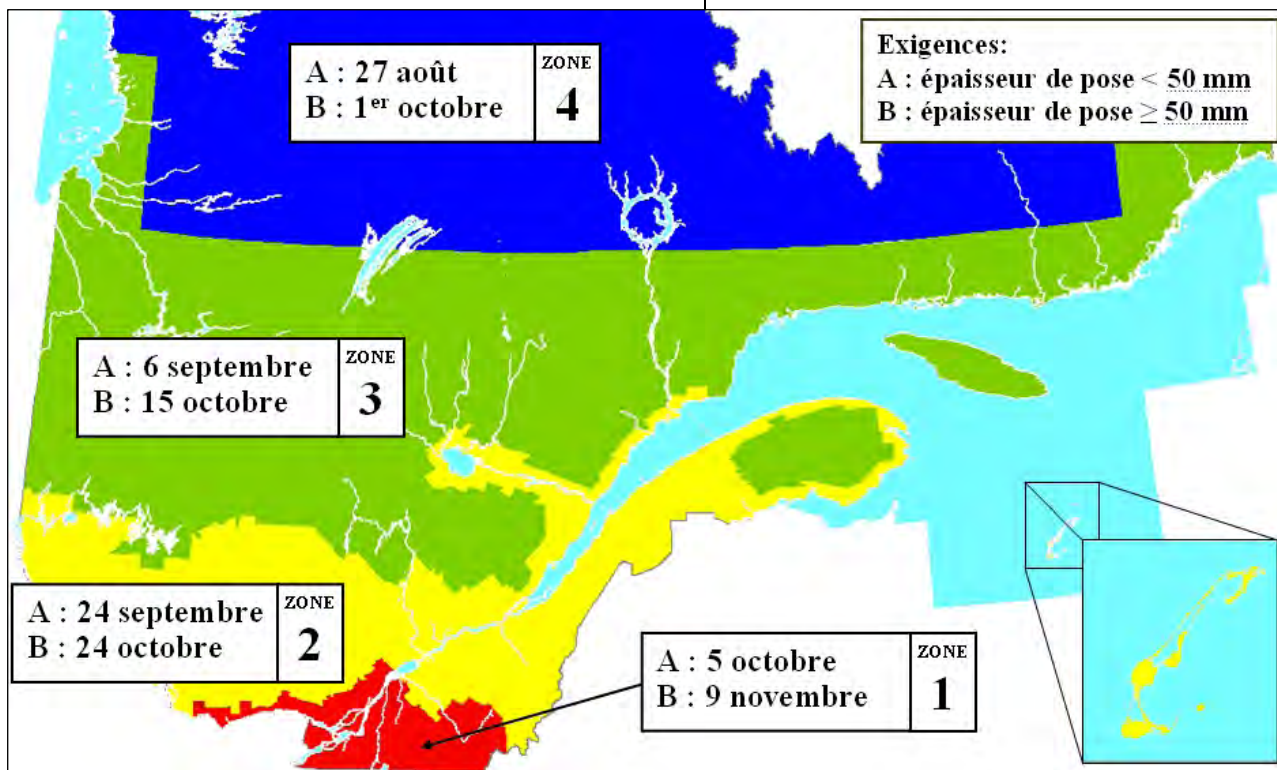 A : 27 août
B : 1er octobre
ZONE
4
Exigences:
A : épaisseur de pose < 50 mm
B : épaisseur de pose ≥ 50 mm
A : 6 septembre
B : 15 octobre
ZONE
3
A : 24 septembre
B : 24 octobre
ZONE
2
A : 5 octobre
B : 9 novembre
ZONE
1